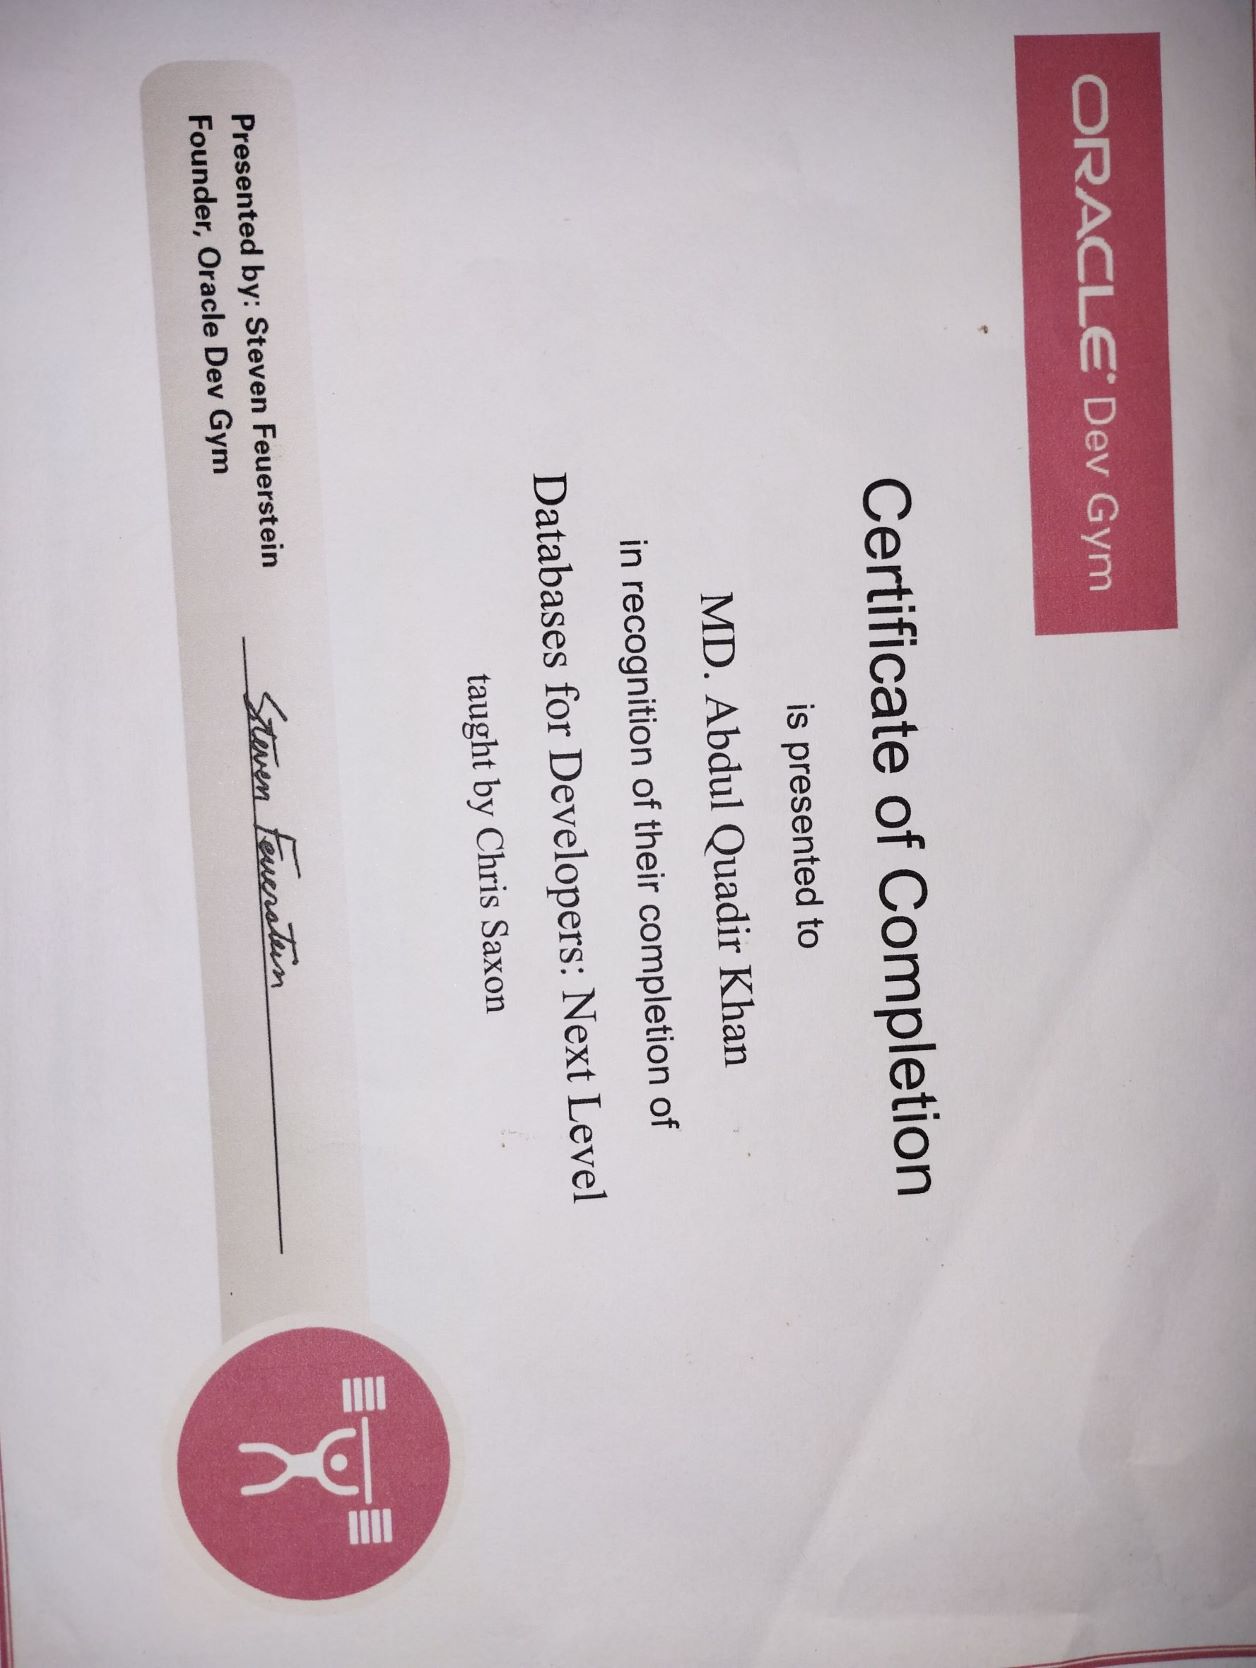 ORACLE® Dev Gym
Certificate of Completion
is presented to
MD. Abdul Quadir Khan
in recognition of their completion of
Databases for Developers: Next Level
taught by Chris Saxon
Presented by: Steven Feuerstein
Founder, Oracle Dev Gym
Steven Feuerstein